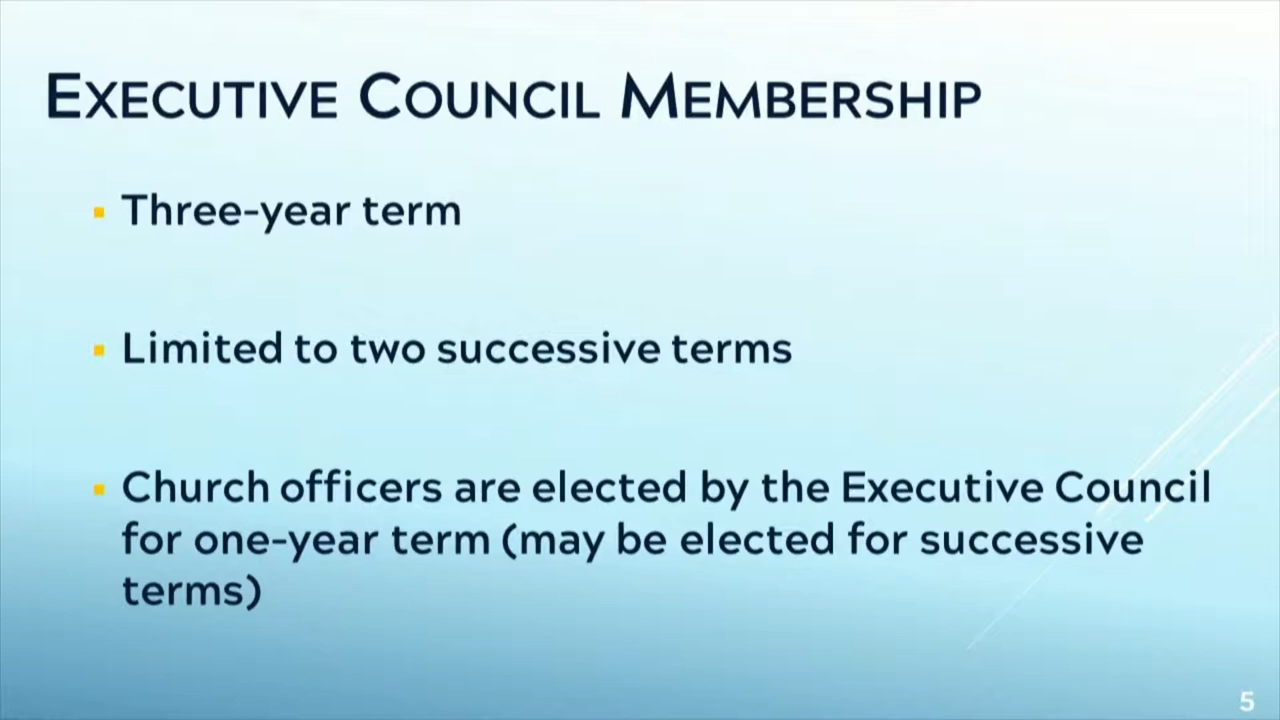 Executive Council Membership
▪ Three-year term
▪ Limited to two successive terms
▪ Church officers are elected by the Executive Council
for one-year term (may be elected for successive
terms)
5